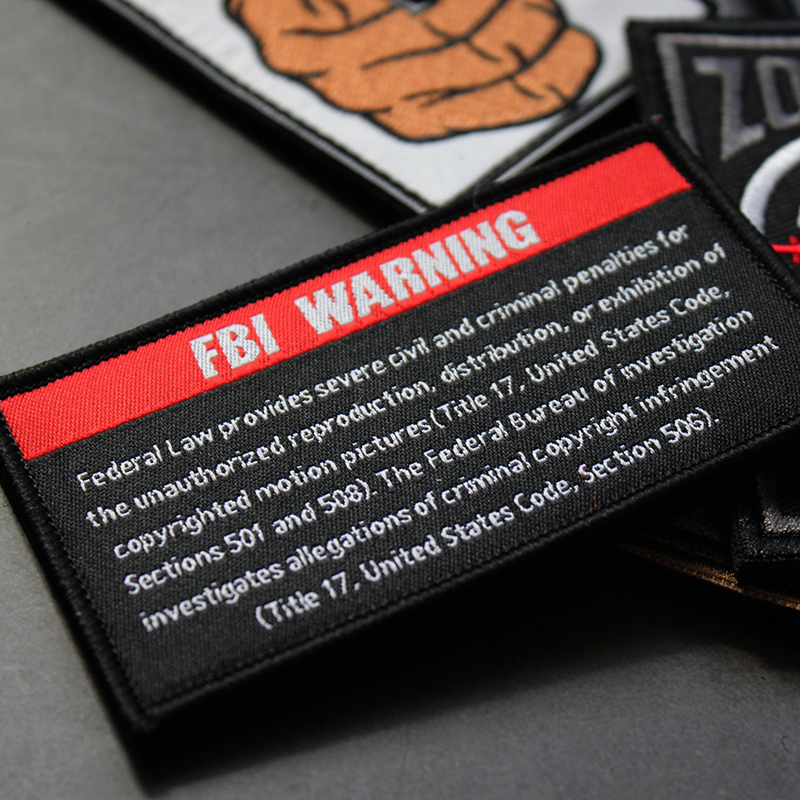 ZO
FBI WARNING
Federal Law provides severe civil and criminal penalties for
the unauthorized reproduction, distribution, or exhibition of
copyrighted motion pictures(Title 17, United States Code,
Sections 501 and 508). The Federal Bureau of investigation
investigates allegations of criminal copyright infringement
(Title 17, United States Code, Section 506).